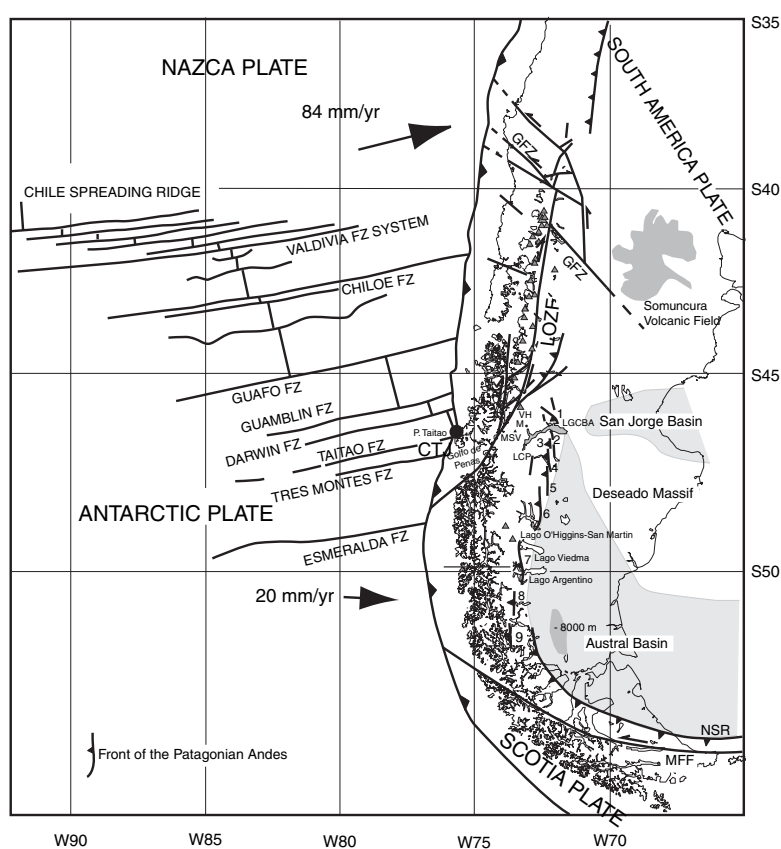 S35
NAZCA PLATE
SOUTH AMERICA PLATE
84 mm/yr
GFZ
CHILE SPREADING RIDGE
S40
VALDIVIA FZ SYSTEM
GFZ
CHILOE FZ
LOZF
Somuncura
Volcanic Field
S45
GUAFO FZ
GUAMBLIN FZ
VH
M
1
LGCBA
San Jorge Basin
P. Taitao
MSV
DARWIN FZ
CTJ
3
2
TAITAO FZ
Golfo de
Penas
LCP
4
TRES MONTES FZ
5
Deseado Massif
ANTARCTIC PLATE
6
Lago O'Higgins-San Martin
ESMERALDA FZ
7
Lago Viedma
S50
Lago Argentino
20 mm/yr
8
- 8000 m
9
Austral Basin
NSR
Front of the Patagonian Andes
MFF
SCOTIA PLATE
W90
W85
W80
W75
W70